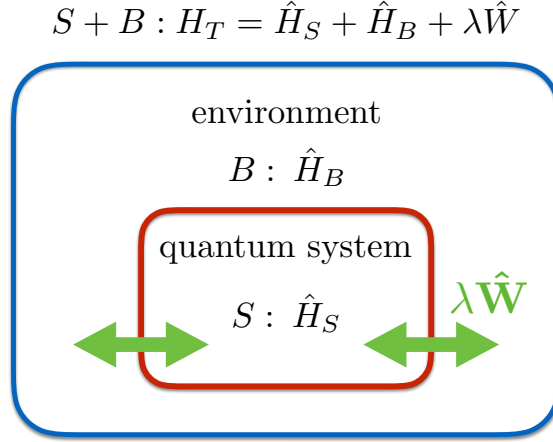 S + B : H_T = Ĥ_S + Ĥ_B + λŴ
environment
B : Ĥ_B
quantum system
S : Ĥ_S
λŴ